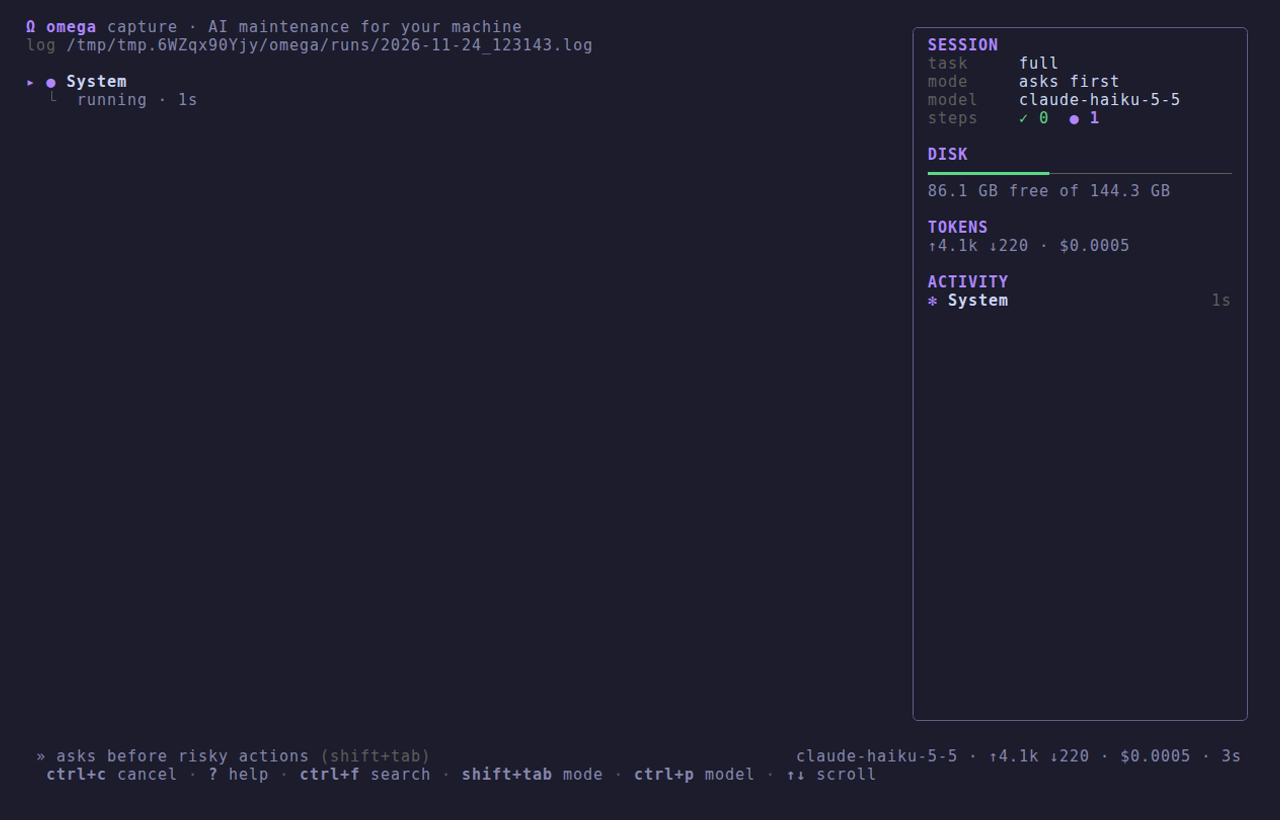 Ω omega capture · AI maintenance for your machine
log /tmp/tmp.6WZqx90Yjy/omega/runs/2026-11-24_123143.log
▸ ● System
└ running · 1s
SESSION
task full
mode asks first
model claude-haiku-5-5
steps ✓ 0 ● 1
DISK
86.1 GB free of 144.3 GB
TOKENS
↑4.1k ↓220 · $0.0005
ACTIVITY
✻ System 1s
» asks before risky actions (shift+tab) claude-haiku-5-5 · ↑4.1k ↓220 · $0.0005 · 3s
ctrl+c cancel · ? help · ctrl+f search · shift+tab mode · ctrl+p model · ↑↓ scroll